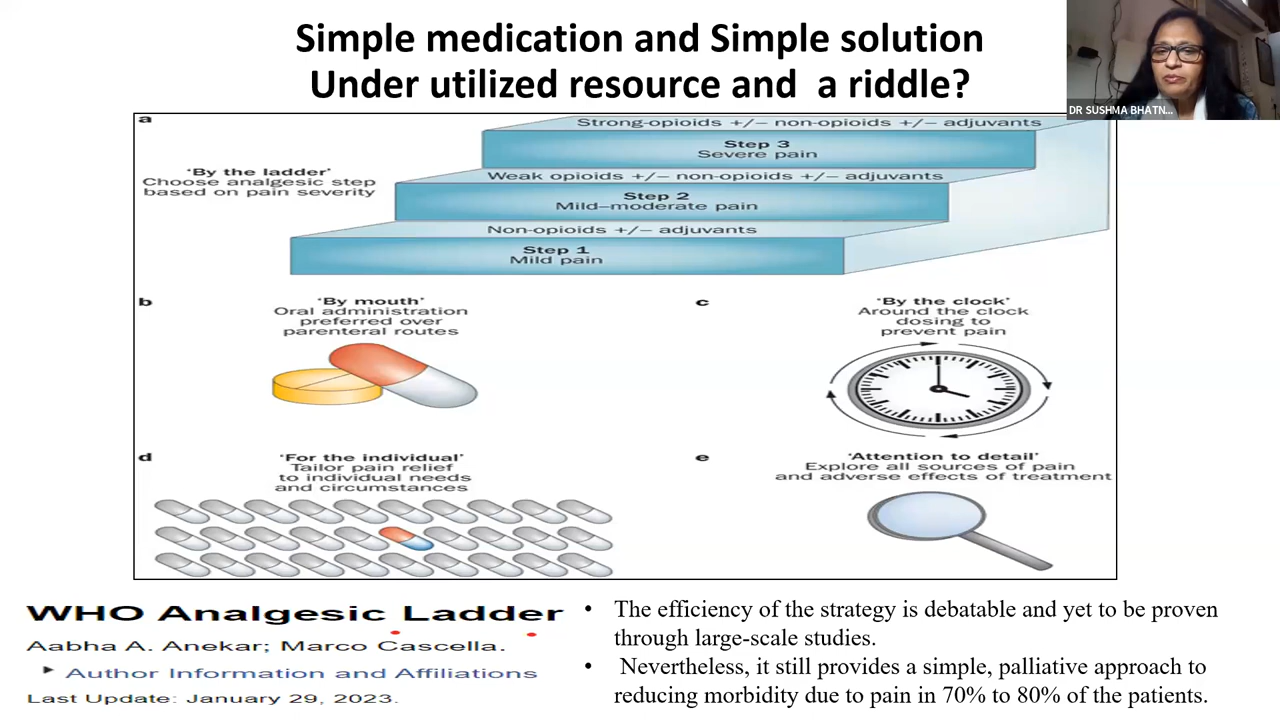 Simple medication and Simple solution
Under utilized resource and a riddle?
DR SUSHMA BHATN...
a
Strong-opioids +/− non-opioids +/− adjuvants
Step 3
Severe pain
'By the ladder'
Choose analgesic step
based on pain severity
Weak opioids +/− non-opioids +/− adjuvants
Step 2
Mild–moderate pain
Non-opioids +/− adjuvants
Step 1
Mild pain
b
'By mouth'
Oral administration
preferred over
parenteral routes
c
'By the clock'
Around the clock
dosing to
prevent pain
d
'For the individual'
Tailor pain relief
to individual needs
and circumstances
e
'Attention to detail'
Explore all sources of pain
and adverse effects of treatment
WHO Analgesic Ladder
Aabha A. Anekar; Marco Cascella.
Author Information and Affiliations
Last Update: January 29, 2023.
• The efficiency of the strategy is debatable and yet to be proven
through large-scale studies.
• Nevertheless, it still provides a simple, palliative approach to
reducing morbidity due to pain in 70% to 80% of the patients.